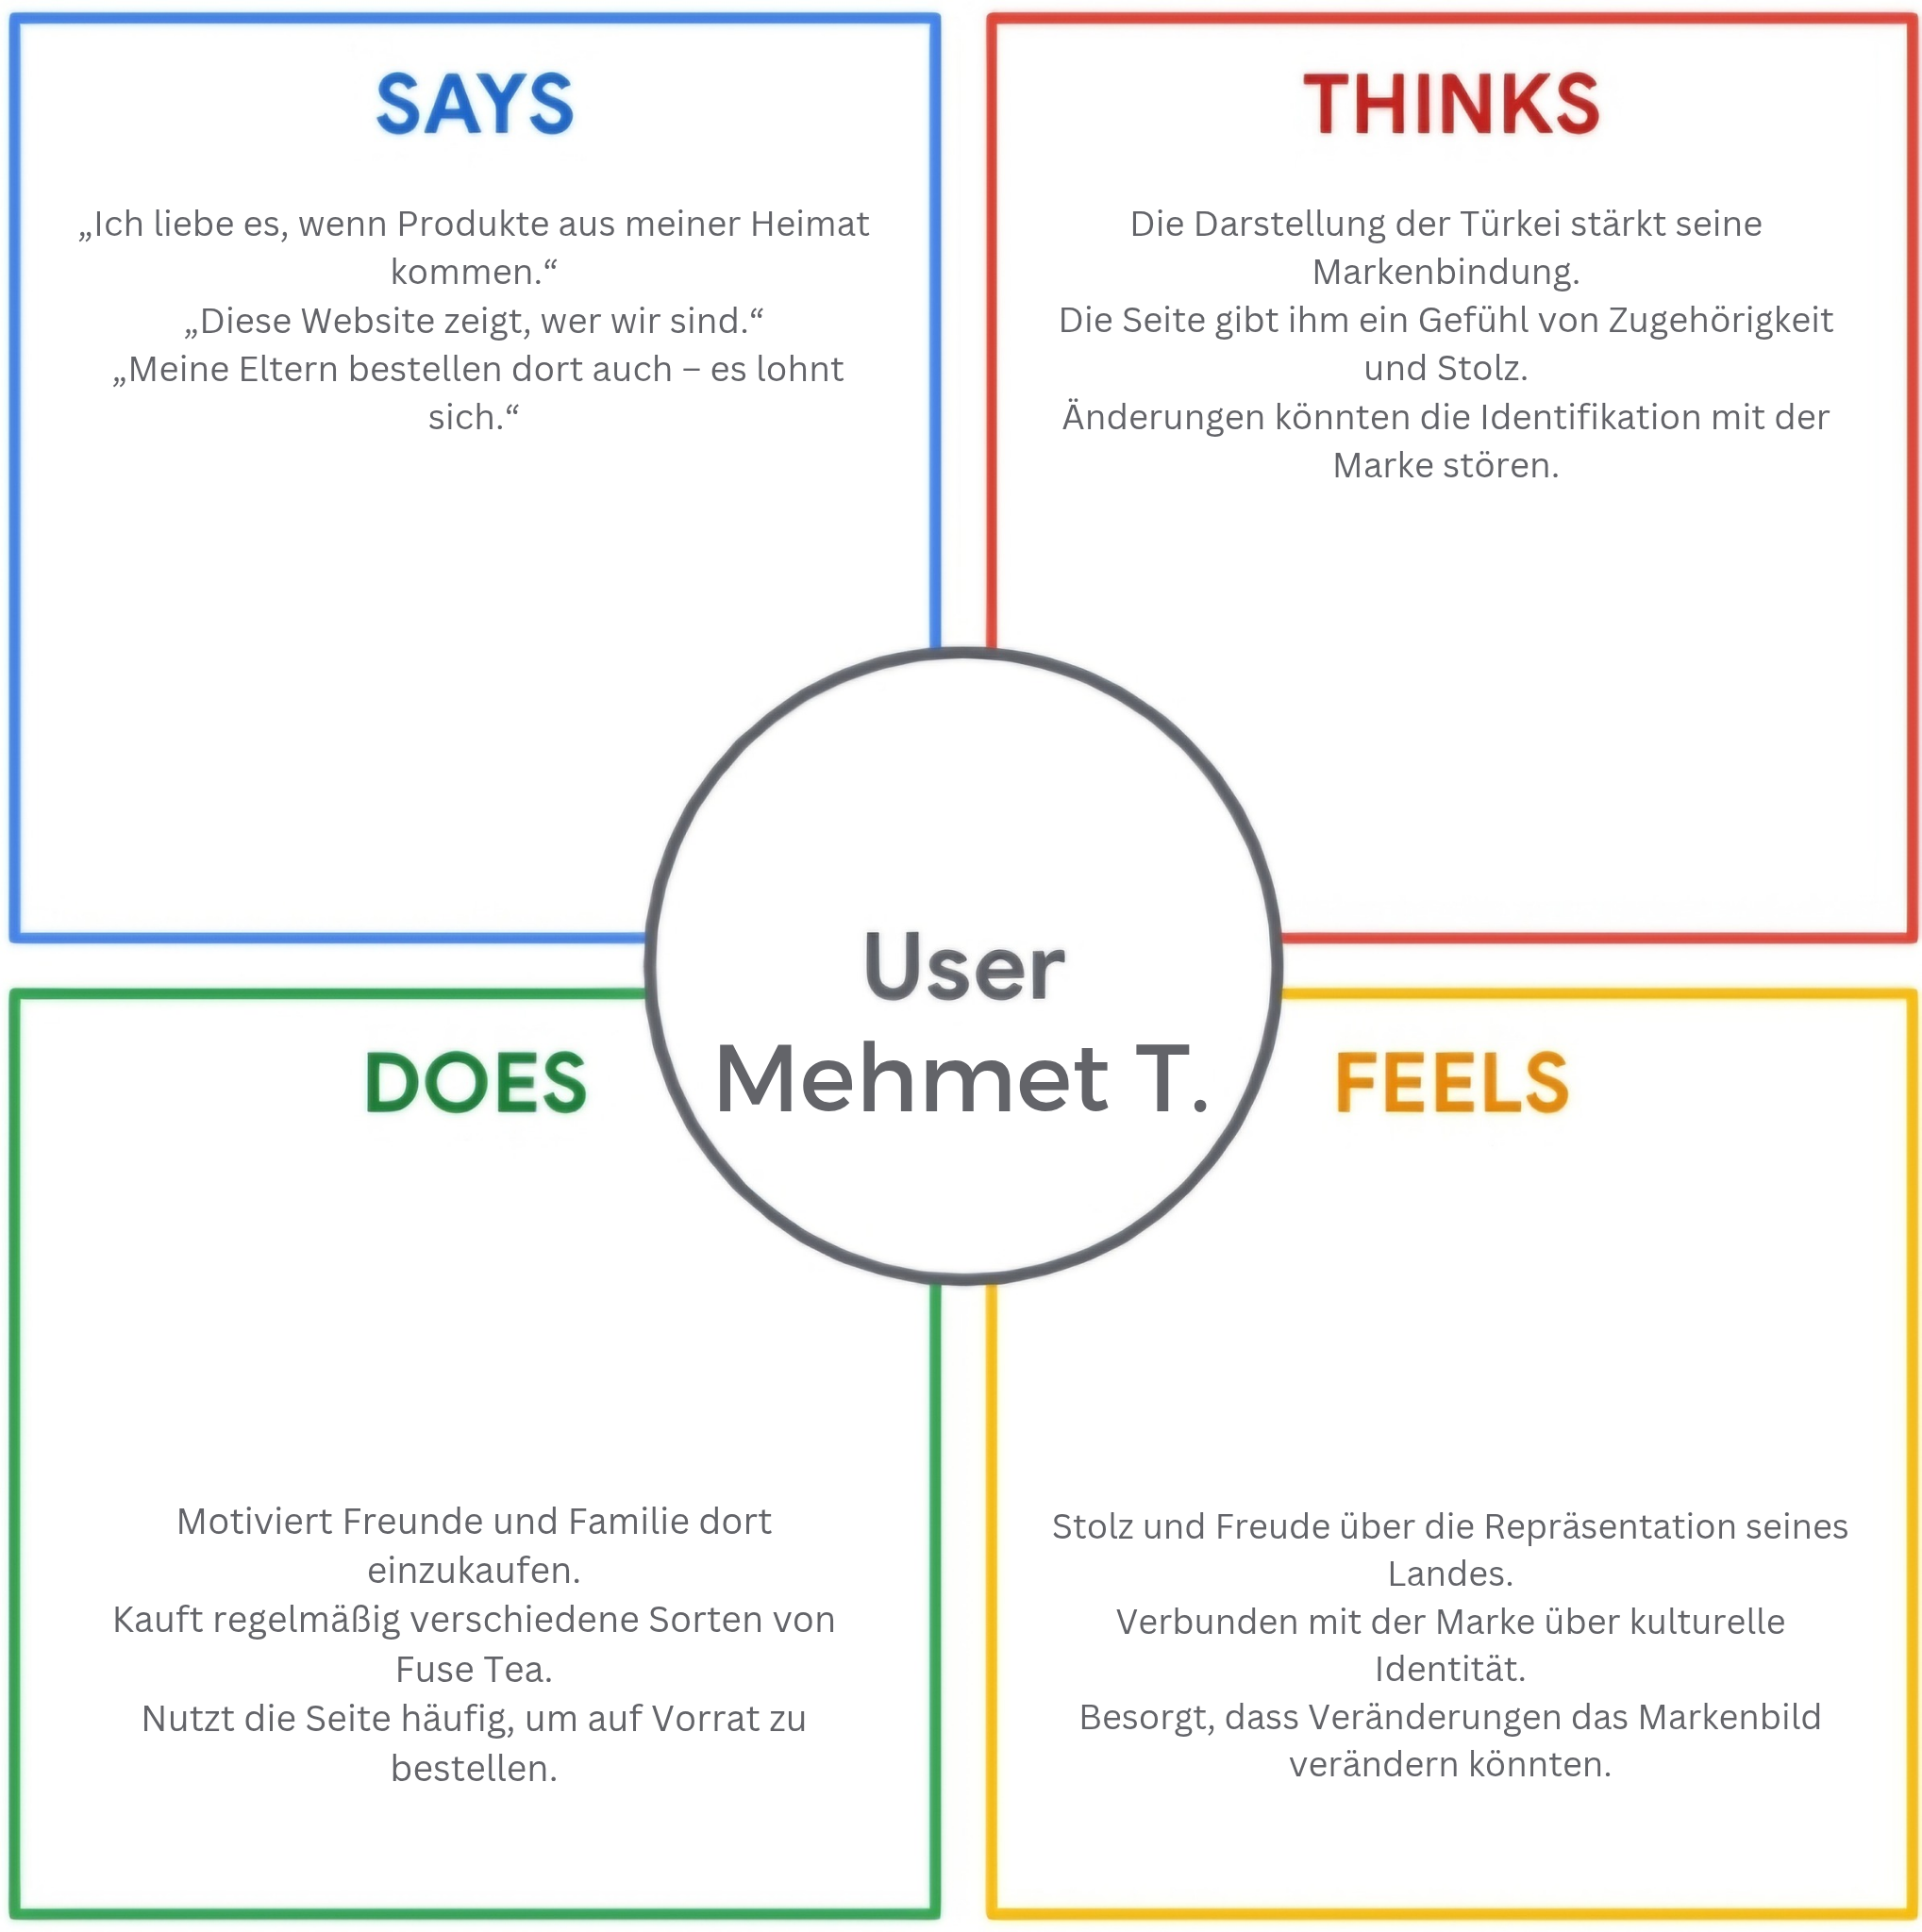 SAYS
„Ich liebe es, wenn Produkte aus meiner Heimat
kommen.“
„Diese Website zeigt, wer wir sind.“
„Meine Eltern bestellen dort auch – es lohnt
sich.“
THINKS
Die Darstellung der Türkei stärkt seine
Markenbindung.
Die Seite gibt ihm ein Gefühl von Zugehörigkeit
und Stolz.
Änderungen könnten die Identifikation mit der
Marke stören.
User
Mehmet T.
DOES
Motiviert Freunde und Familie dort
einzukaufen.
Kauft regelmäßig verschiedene Sorten von
Fuse Tea.
Nutzt die Seite häufig, um auf Vorrat zu
bestellen.
FEELS
Stolz und Freude über die Repräsentation seines
Landes.
Verbunden mit der Marke über kulturelle
Identität.
Besorgt, dass Veränderungen das Markenbild
verändern könnten.